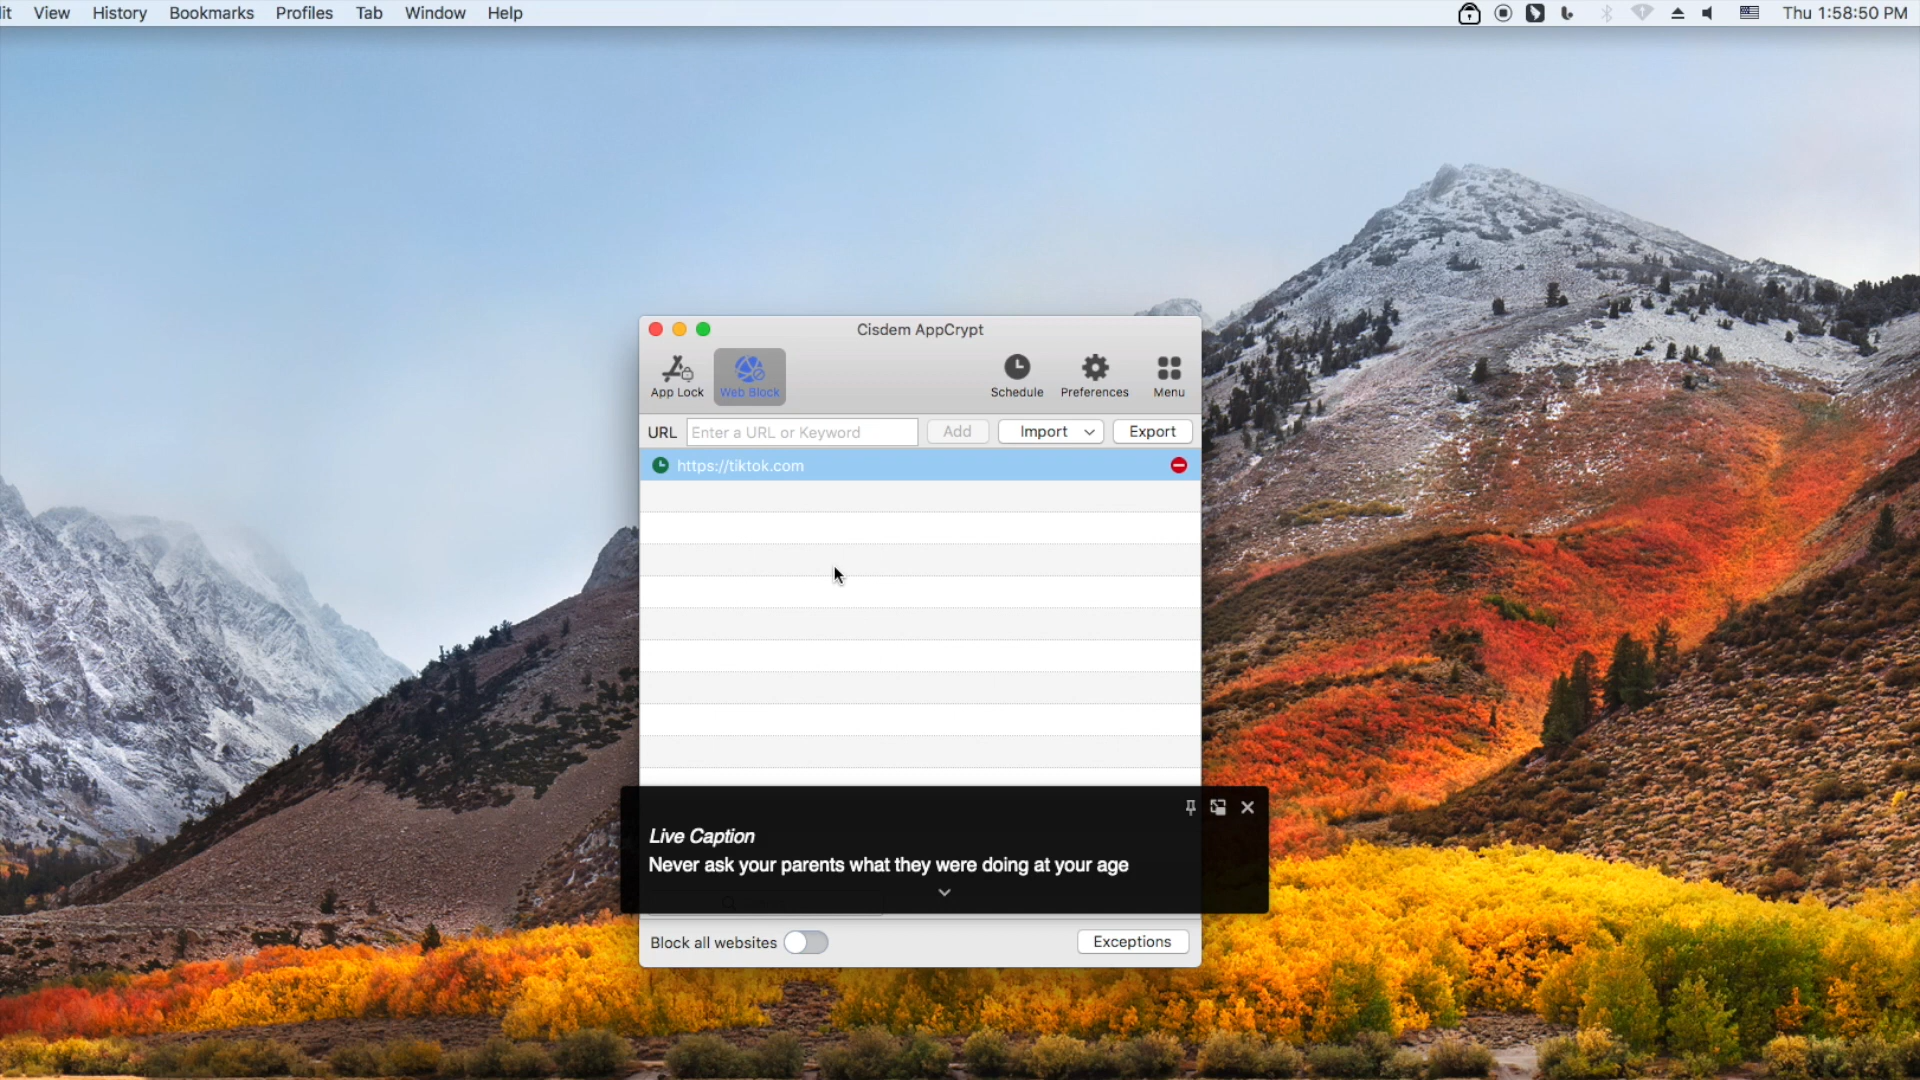 it View History Bookmarks Profiles Tab Window Help Thu 1:58:50 PM
Cisdem AppCrypt
App Lock Web Block Schedule Preferences Menu
URL Enter a URL or Keyword Add Import Export
https://tiktok.com
Live Caption
Never ask your parents what they were doing at your age
Block all websites Exceptions